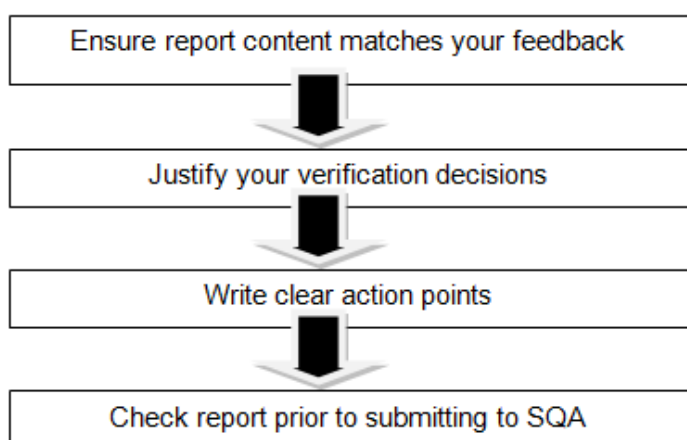 Ensure report content matches your feedback
Justify your verification decisions
Write clear action points
Check report prior to submitting to SQA